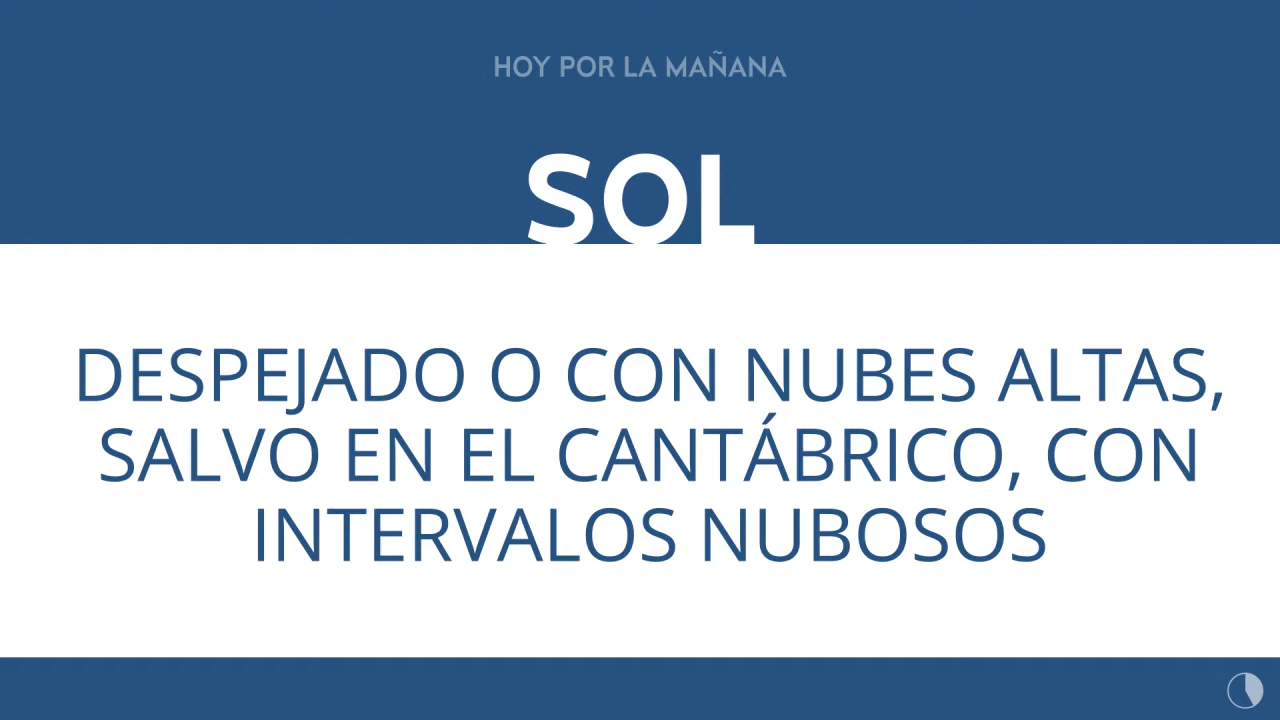 HOY POR LA MAÑANA
SOL
DESPEJADO O CON NUBES ALTAS,
SALVO EN EL CANTÁBRICO, CON
INTERVALOS NUBOSOS